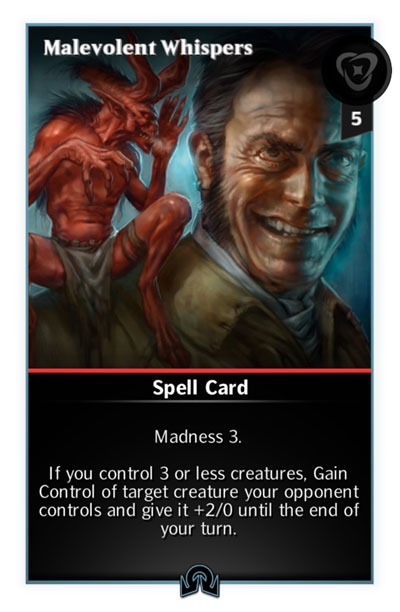 Malevolent Whispers
5
Spell Card
Madness 3.
If you control 3 or less creatures, Gain
Control of target creature your opponent
controls and give it +2/0 until the end of
your turn.